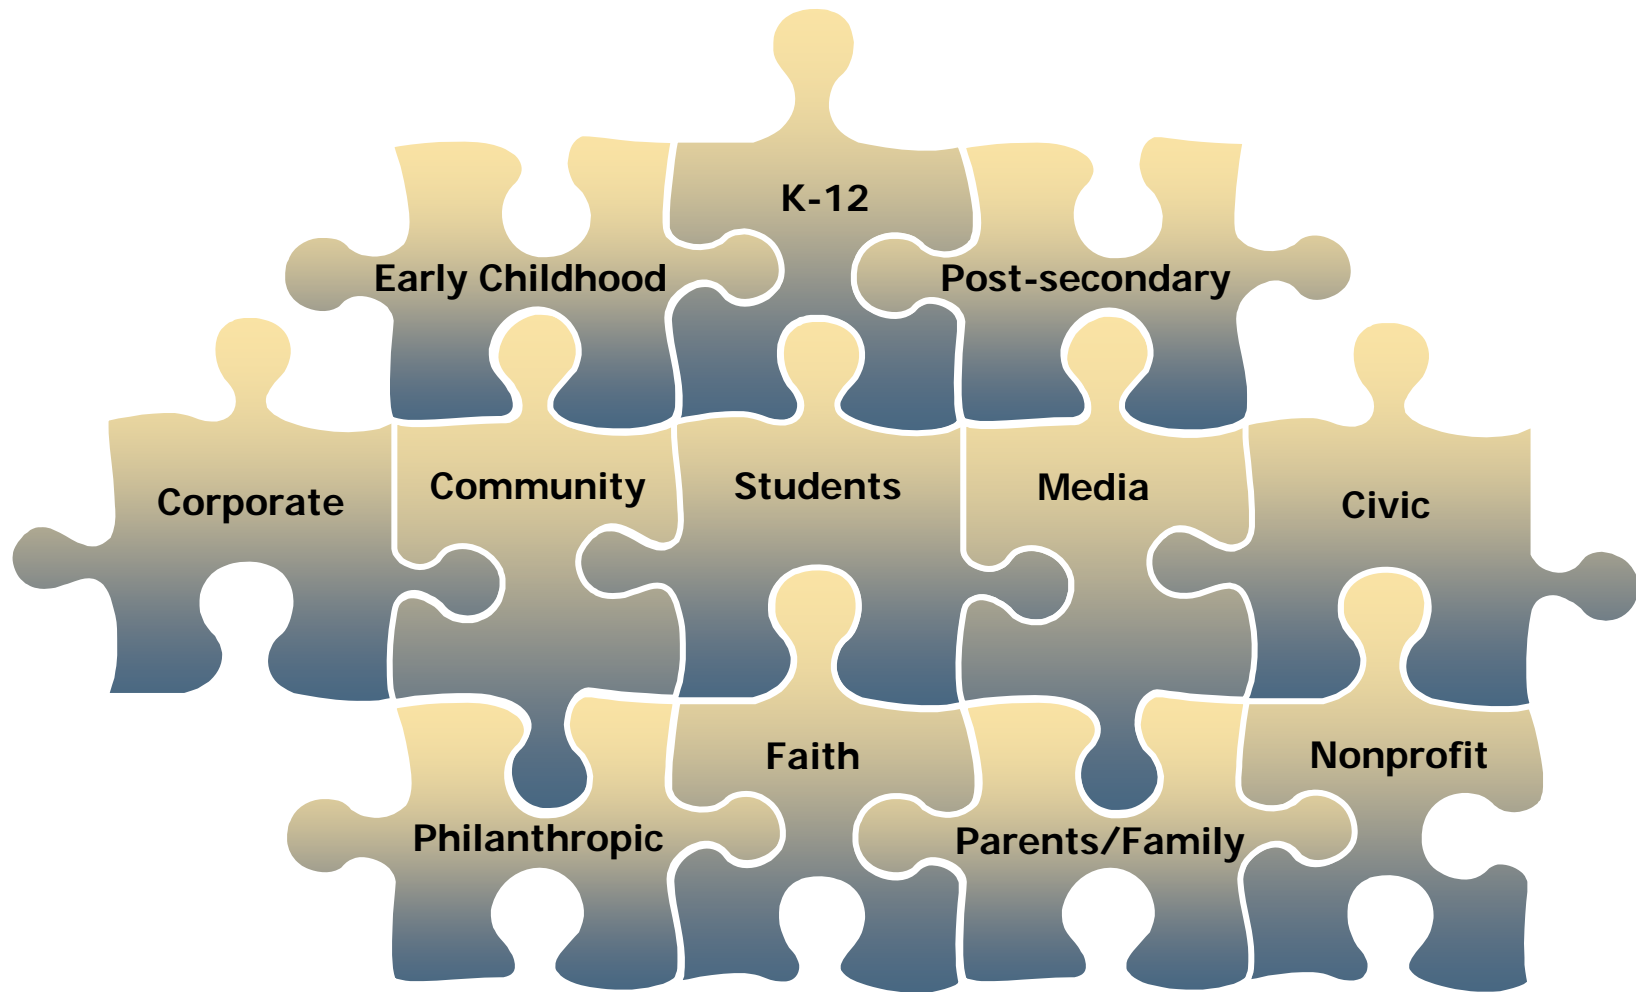 K-12
Early Childhood
Post-secondary
Corporate
Community
Students
Media
Civic
Faith
Nonprofit
Philanthropic
Parents/Family